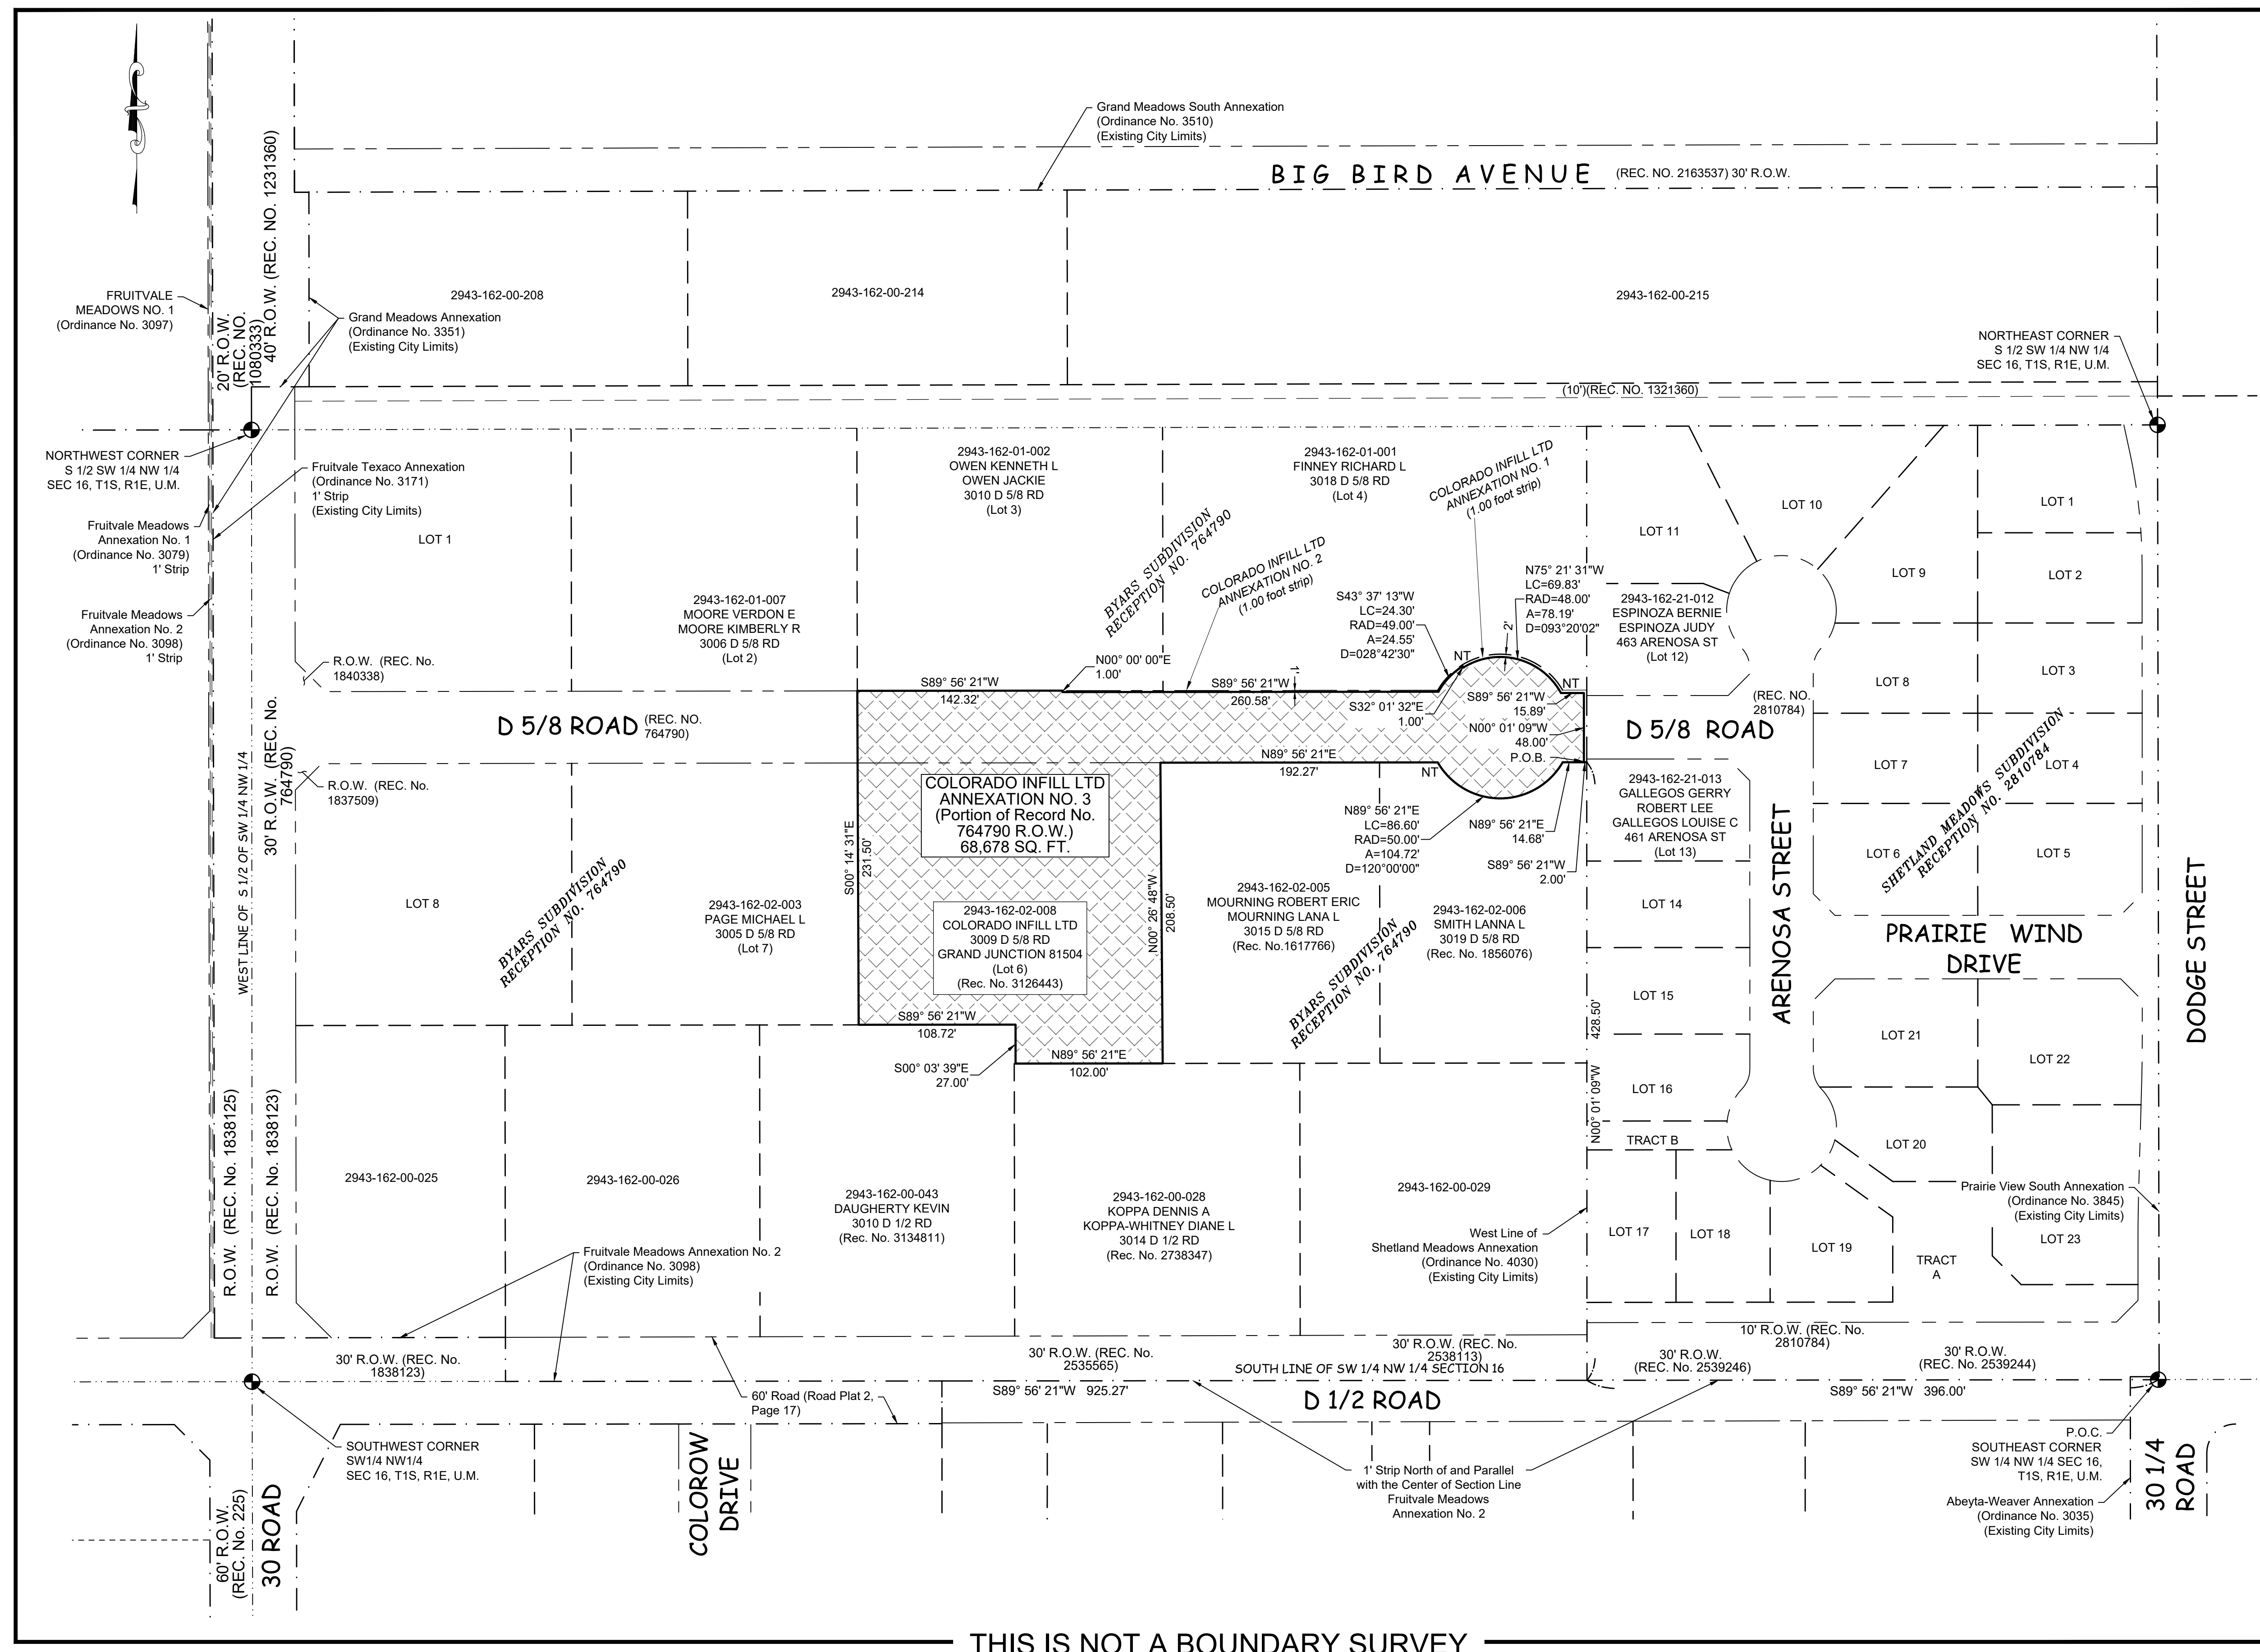 Grand Meadows South Annexation
(Ordinance No. 3510)
(Existing City Limits)
BIG BIRD AVENUE (REC. NO. 2163537) 30' R.O.W.
40' R.O.W. (REC. NO. 1231360)
20' R.O.W.
(REC. NO.
1080333)
FRUITVALE
MEADOWS NO. 1
(Ordinance No. 3097)
Grand Meadows Annexation
(Ordinance No. 3351)
(Existing City Limits)
2943-162-00-208
2943-162-00-214
2943-162-00-215
NORTHEAST CORNER
S 1/2 SW 1/4 NW 1/4
SEC 16, T1S, R1E, U.M.
(10')(REC. NO. 1321360)
NORTHWEST CORNER
S 1/2 SW 1/4 NW 1/4
SEC 16, T1S, R1E, U.M.
Fruitvale Texaco Annexation
(Ordinance No. 3171)
1' Strip
(Existing City Limits)
Fruitvale Meadows
Annexation No. 1
(Ordinance No. 3079)
1' Strip
Fruitvale Meadows
Annexation No. 2
(Ordinance No. 3098)
1' Strip
LOT 1
2943-162-01-007
MOORE VERDON E
MOORE KIMBERLY R
3006 D 5/8 RD
(Lot 2)
2943-162-01-002
OWEN KENNETH L
OWEN JACKIE
3010 D 5/8 RD
(Lot 3)
2943-162-01-001
FINNEY RICHARD L
3018 D 5/8 RD
(Lot 4)
BYARS SUBDIVISION
RECEPTION NO. 764790
COLORADO INFILL LTD
ANNEXATION NO. 2
(1.00 foot strip)
COLORADO INFILL LTD
ANNEXATION NO. 1
(1.00 foot strip)
S43° 37' 13"W
LC=24.30'
RAD=49.00'
A=24.55'
D=028°42'30"
N75° 21' 31"W
LC=69.83'
RAD=48.00'
A=78.19'
D=093°20'02"
2'
NT
NT
2943-162-21-012
ESPINOZA BERNIE
ESPINOZA JUDY
463 ARENOSA ST
(Lot 12)
LOT 11
LOT 10
LOT 9
LOT 8
LOT 7
LOT 6
LOT 1
LOT 2
LOT 3
LOT 4
LOT 5
SHETLAND MEADOWS SUBDIVISION
RECEPTION NO. 2810784
R.O.W. (REC. No.
1840338)
N00° 00' 00"E
1.00'
S89° 56' 21"W
142.32'
S89° 56' 21"W
260.58'
1'
S32° 01' 32"E
1.00'
S89° 56' 21"W
15.89'
N00° 01' 09"W
48.00'
P.O.B.
(REC. NO.
2810784)
D 5/8 ROAD (REC. NO.
764790)
D 5/8 ROAD
N89° 56' 21"E
192.27'
NT
R.O.W. (REC. No.
1837509)
30' R.O.W. (REC. No.
764790)
WEST LINE OF S 1/2 OF SW 1/4 NW 1/4
COLORADO INFILL LTD
ANNEXATION NO. 3
(Portion of Record No.
764790 R.O.W.)
68,678 SQ. FT.
N89° 56' 21"E
LC=86.60'
RAD=50.00'
A=104.72'
D=120°00'00"
N89° 56' 21"E
14.68'
S89° 56' 21"W
2.00'
2943-162-21-013
GALLEGOS GERRY
ROBERT LEE
GALLEGOS LOUISE C
461 ARENOSA ST
(Lot 13)
ARENOSA STREET
DODGE STREET
LOT 8
BYARS SUBDIVISION
RECEPTION NO. 764790
2943-162-02-003
PAGE MICHAEL L
3005 D 5/8 RD
(Lot 7)
S00° 14' 31"E
231.50'
2943-162-02-008
COLORADO INFILL LTD
3009 D 5/8 RD
GRAND JUNCTION 81504
(Lot 6)
(Rec. No. 3126443)
N00° 26' 48"W
208.50'
2943-162-02-005
MOURNING ROBERT ERIC
MOURNING LANA L
3015 D 5/8 RD
(Rec. No.1617766)
2943-162-02-006
SMITH LANNA L
3019 D 5/8 RD
(Rec. No. 1856076)
BYARS SUBDIVISION
RECEPTION NO. 764790
LOT 14
LOT 15
LOT 16
TRACT B
PRAIRIE WIND
DRIVE
LOT 21
LOT 22
S89° 56' 21"W
108.72'
S00° 03' 39"E
27.00'
N89° 56' 21"E
102.00'
N00° 01' 09"W 428.50'
R.O.W. (REC. No. 1838125)
R.O.W. (REC. No. 1838123)
2943-162-00-025
2943-162-00-026
2943-162-00-043
DAUGHERTY KEVIN
3010 D 1/2 RD
(Rec. No. 3134811)
2943-162-00-028
KOPPA DENNIS A
KOPPA-WHITNEY DIANE L
3014 D 1/2 RD
(Rec. No. 2738347)
2943-162-00-029
West Line of
Shetland Meadows Annexation
(Ordinance No. 4030)
(Existing City Limits)
LOT 17
LOT 18
LOT 19
LOT 20
TRACT
A
Prairie View South Annexation
(Ordinance No. 3845)
(Existing City Limits)
LOT 23
Fruitvale Meadows Annexation No. 2
(Ordinance No. 3098)
(Existing City Limits)
30' R.O.W. (REC. No.
1838123)
30' R.O.W. (REC. No.
2535565)
30' R.O.W. (REC. No.
2538113)
10' R.O.W. (REC. No.
2810784)
30' R.O.W.
(REC. No. 2539246)
30' R.O.W.
(REC. No. 2539244)
SOUTH LINE OF SW 1/4 NW 1/4 SECTION 16
S89° 56' 21"W 925.27'
S89° 56' 21"W 396.00'
60' Road (Road Plat 2,
Page 17)
D 1/2 ROAD
SOUTHWEST CORNER
SW1/4 NW1/4
SEC 16, T1S, R1E, U.M.
60' R.O.W.
(REC. No. 225)
30 ROAD
COLOROW
DRIVE
1' Strip North of and Parallel
with the Center of Section Line
Fruitvale Meadows
Annexation No. 2
P.O.C.
SOUTHEAST CORNER
SW 1/4 NW 1/4 SEC 16,
T1S, R1E, U.M.
Abeyta-Weaver Annexation
(Ordinance No. 3035)
(Existing City Limits)
30 1/4
ROAD
THIS IS NOT A BOUNDARY SURVEY